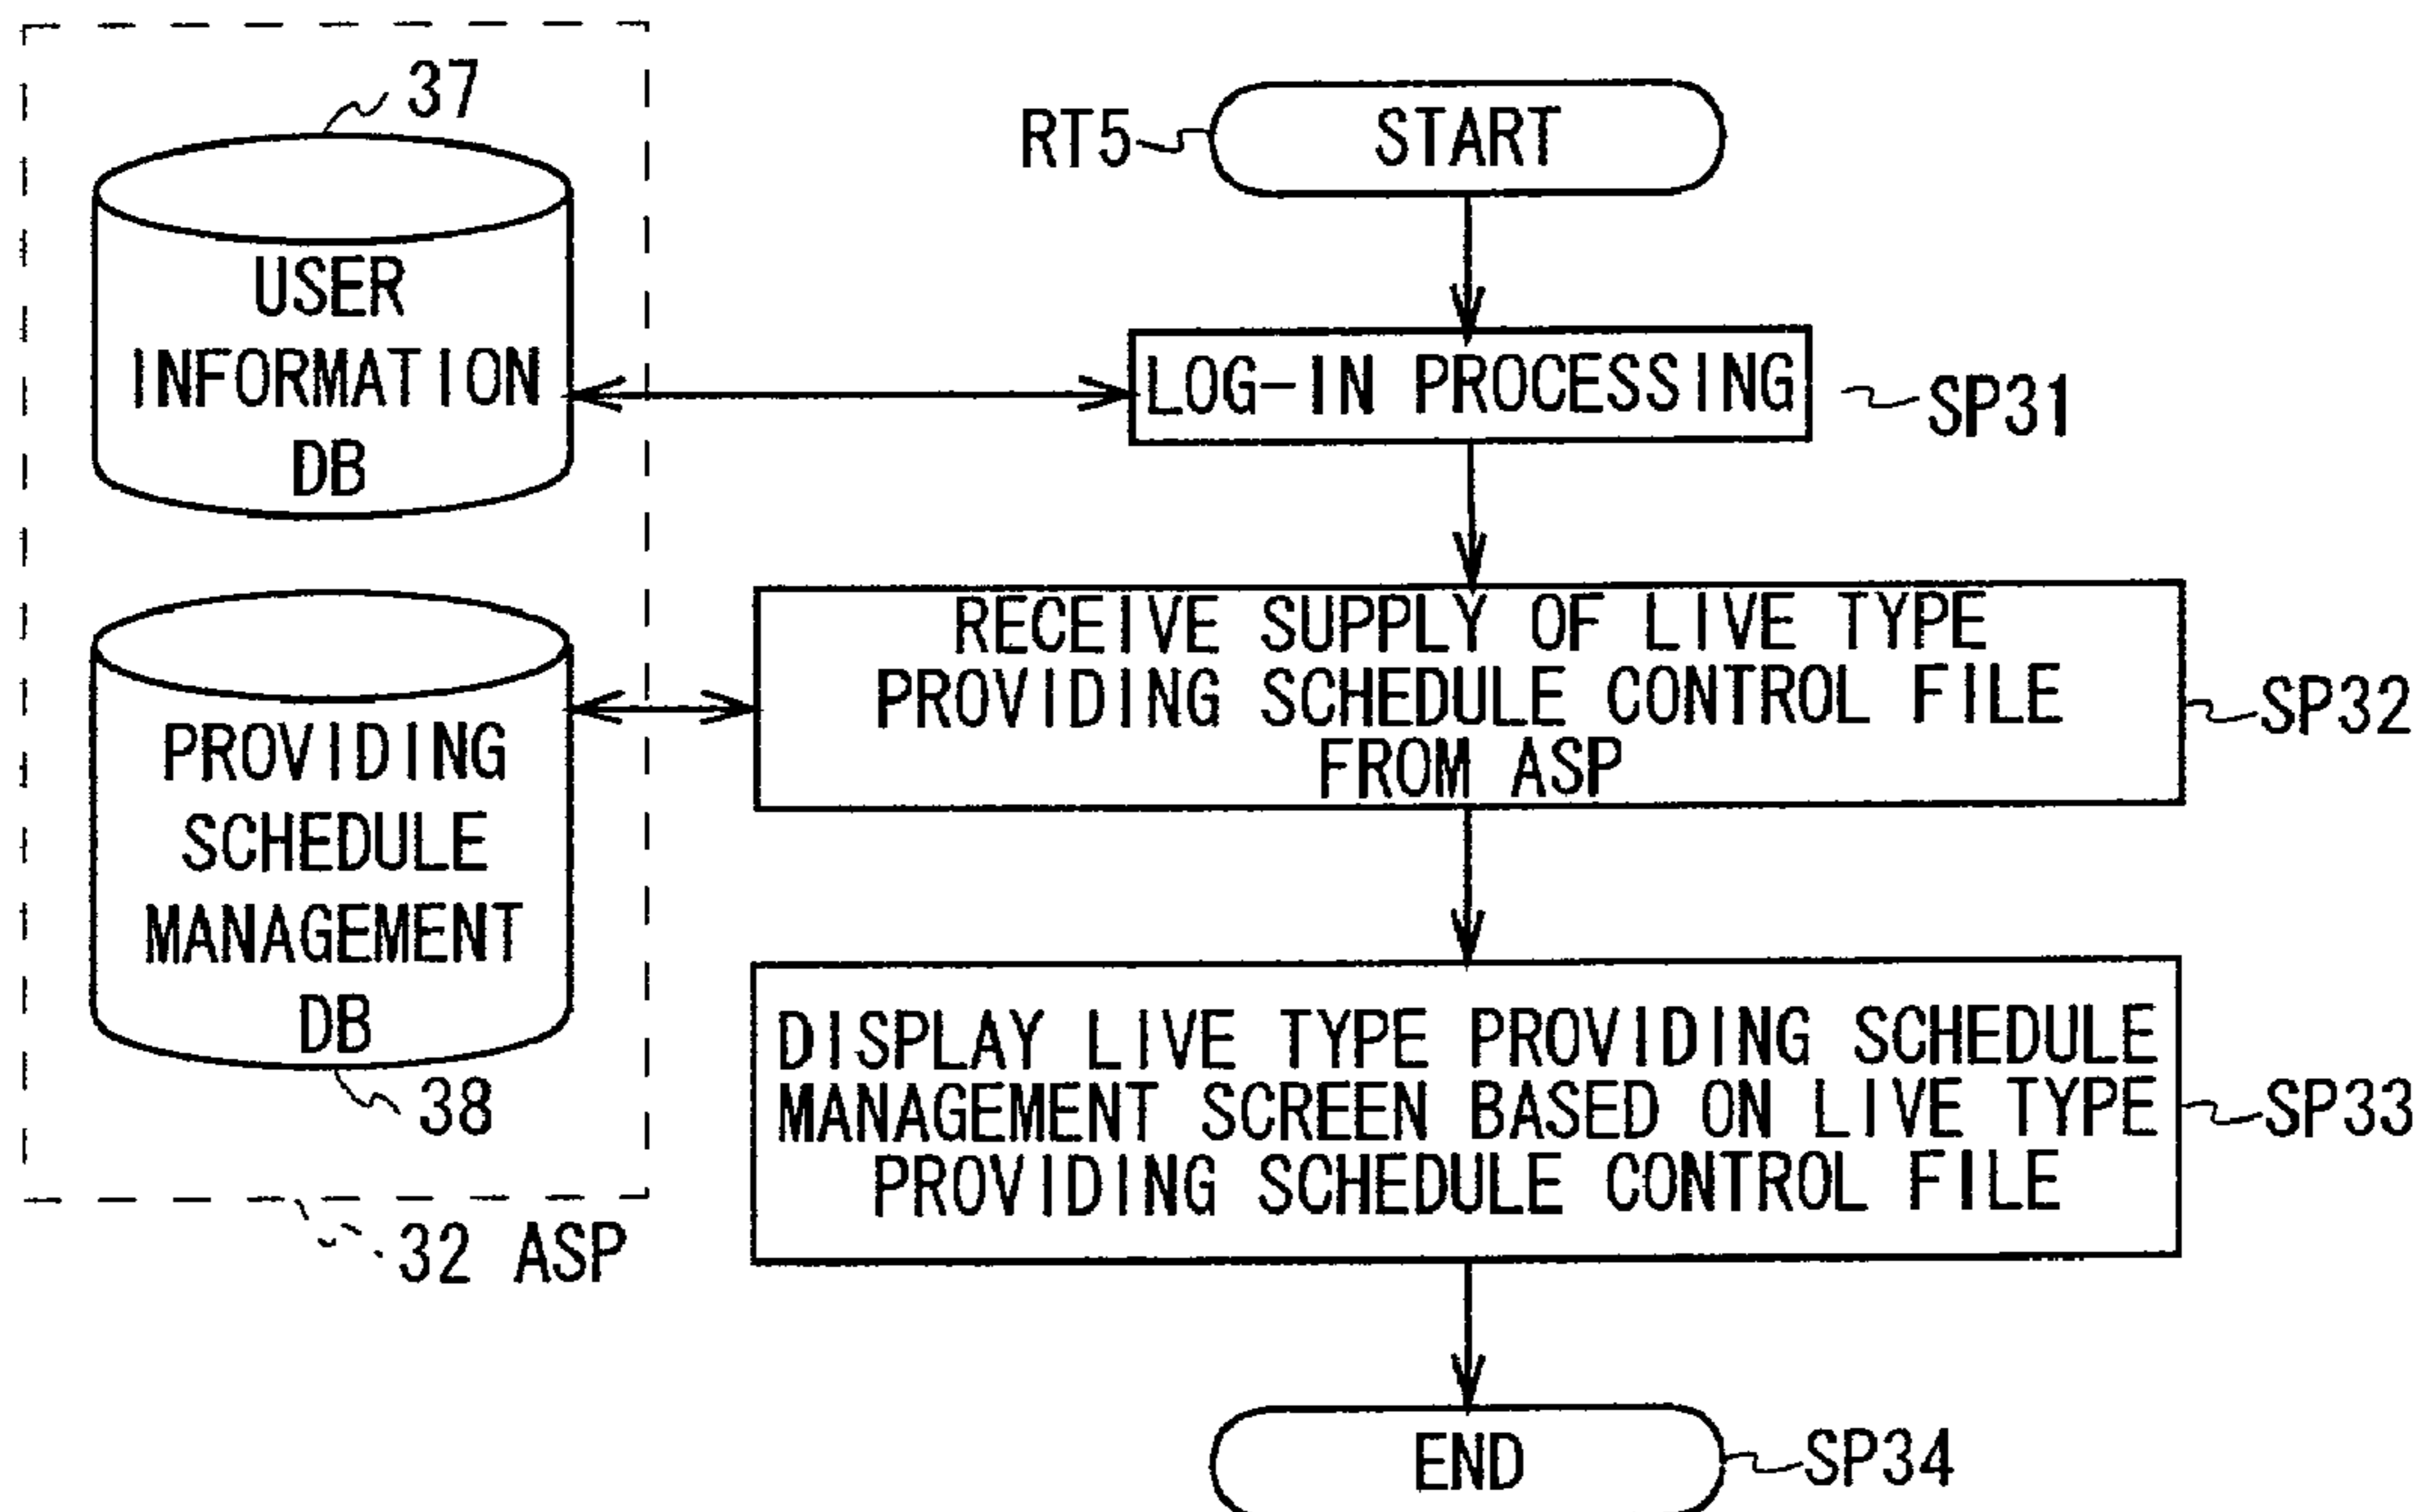 37
USER
INFORMATION
DB
PROVIDING
SCHEDULE
MANAGEMENT
DB
38
32 ASP
RT5
START
LOG-IN PROCESSING
SP31
RECEIVE SUPPLY OF LIVE TYPE
PROVIDING SCHEDULE CONTROL FILE
FROM ASP
SP32
DISPLAY LIVE TYPE PROVIDING SCHEDULE
MANAGEMENT SCREEN BASED ON LIVE TYPE
PROVIDING SCHEDULE CONTROL FILE
SP33
END
SP34